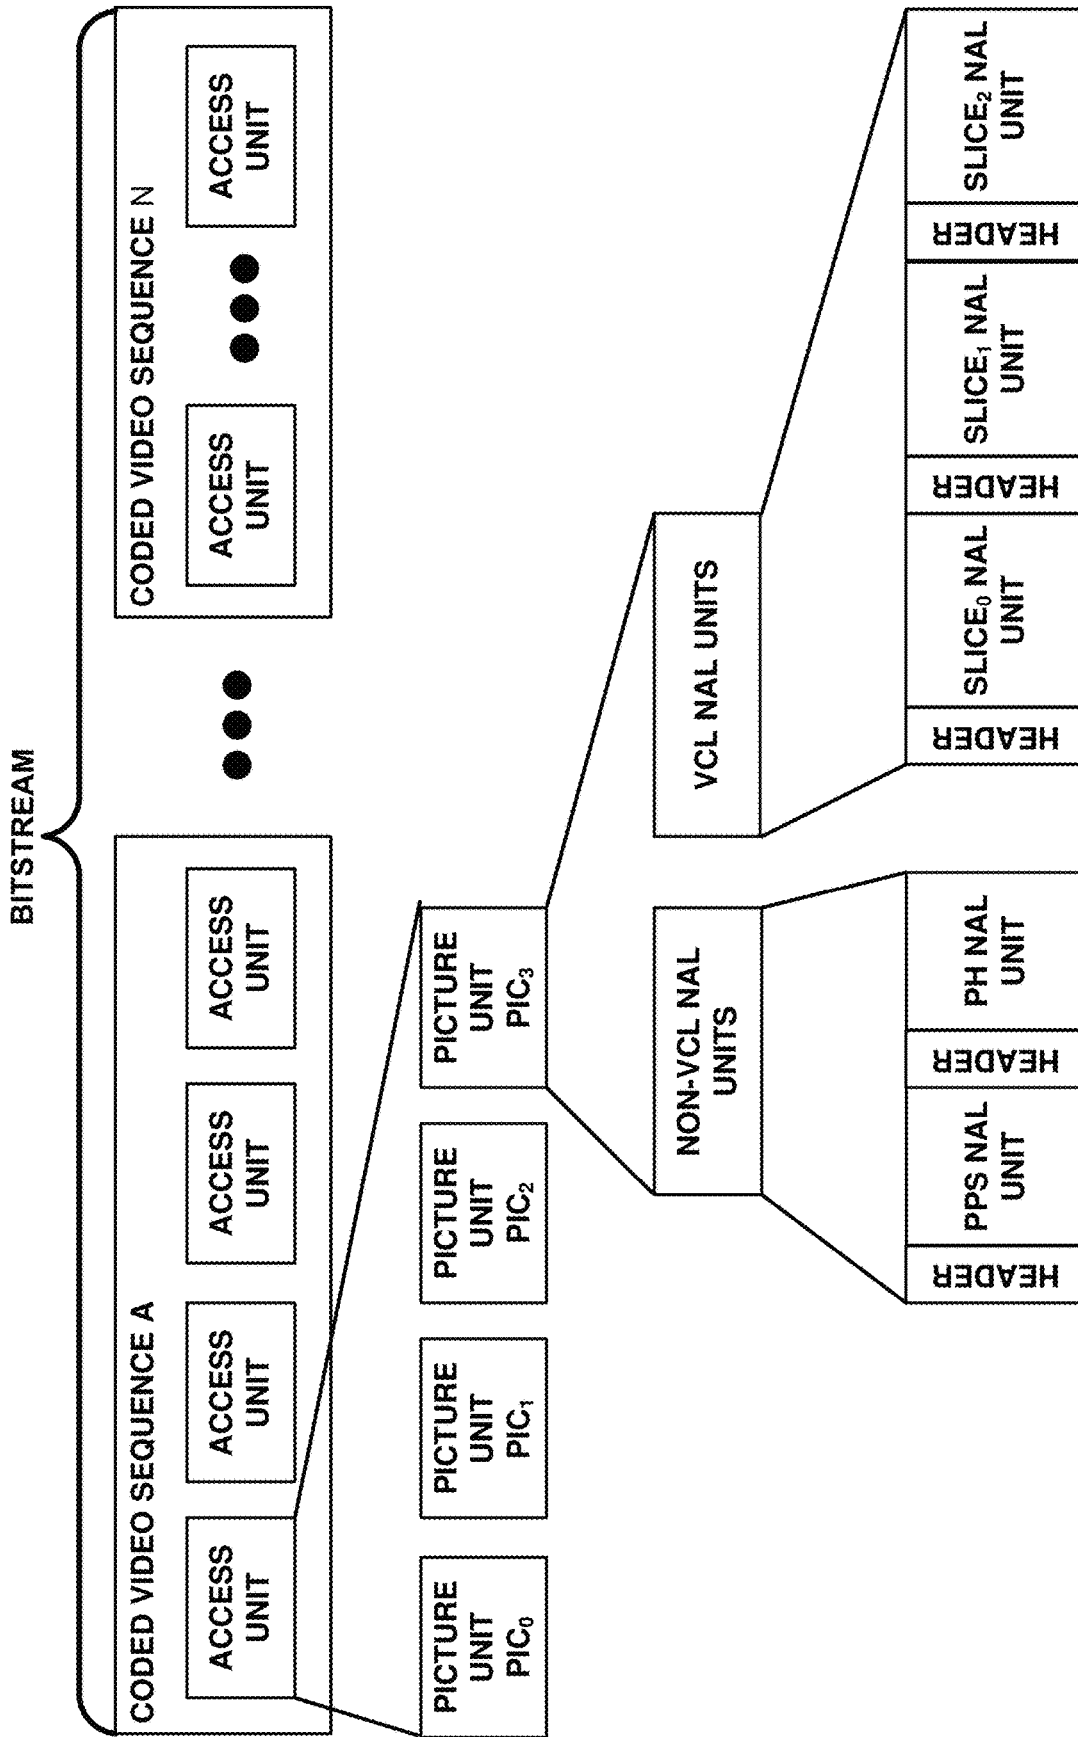 BITSTREAM
CODED VIDEO SEQUENCE A
CODED VIDEO SEQUENCE N
ACCESS
UNIT
ACCESS
UNIT
ACCESS
UNIT
ACCESS
UNIT
ACCESS
UNIT
ACCESS
UNIT
PICTURE
UNIT
PIC₀
PICTURE
UNIT
PIC₁
PICTURE
UNIT
PIC₂
PICTURE
UNIT
PIC₃
NON-VCL NAL
UNITS
VCL NAL UNITS
HEADER
PPS NAL
UNIT
HEADER
PH NAL
UNIT
HEADER
SLICE₀ NAL
UNIT
HEADER
SLICE₁ NAL
UNIT
HEADER
SLICE₂ NAL
UNIT